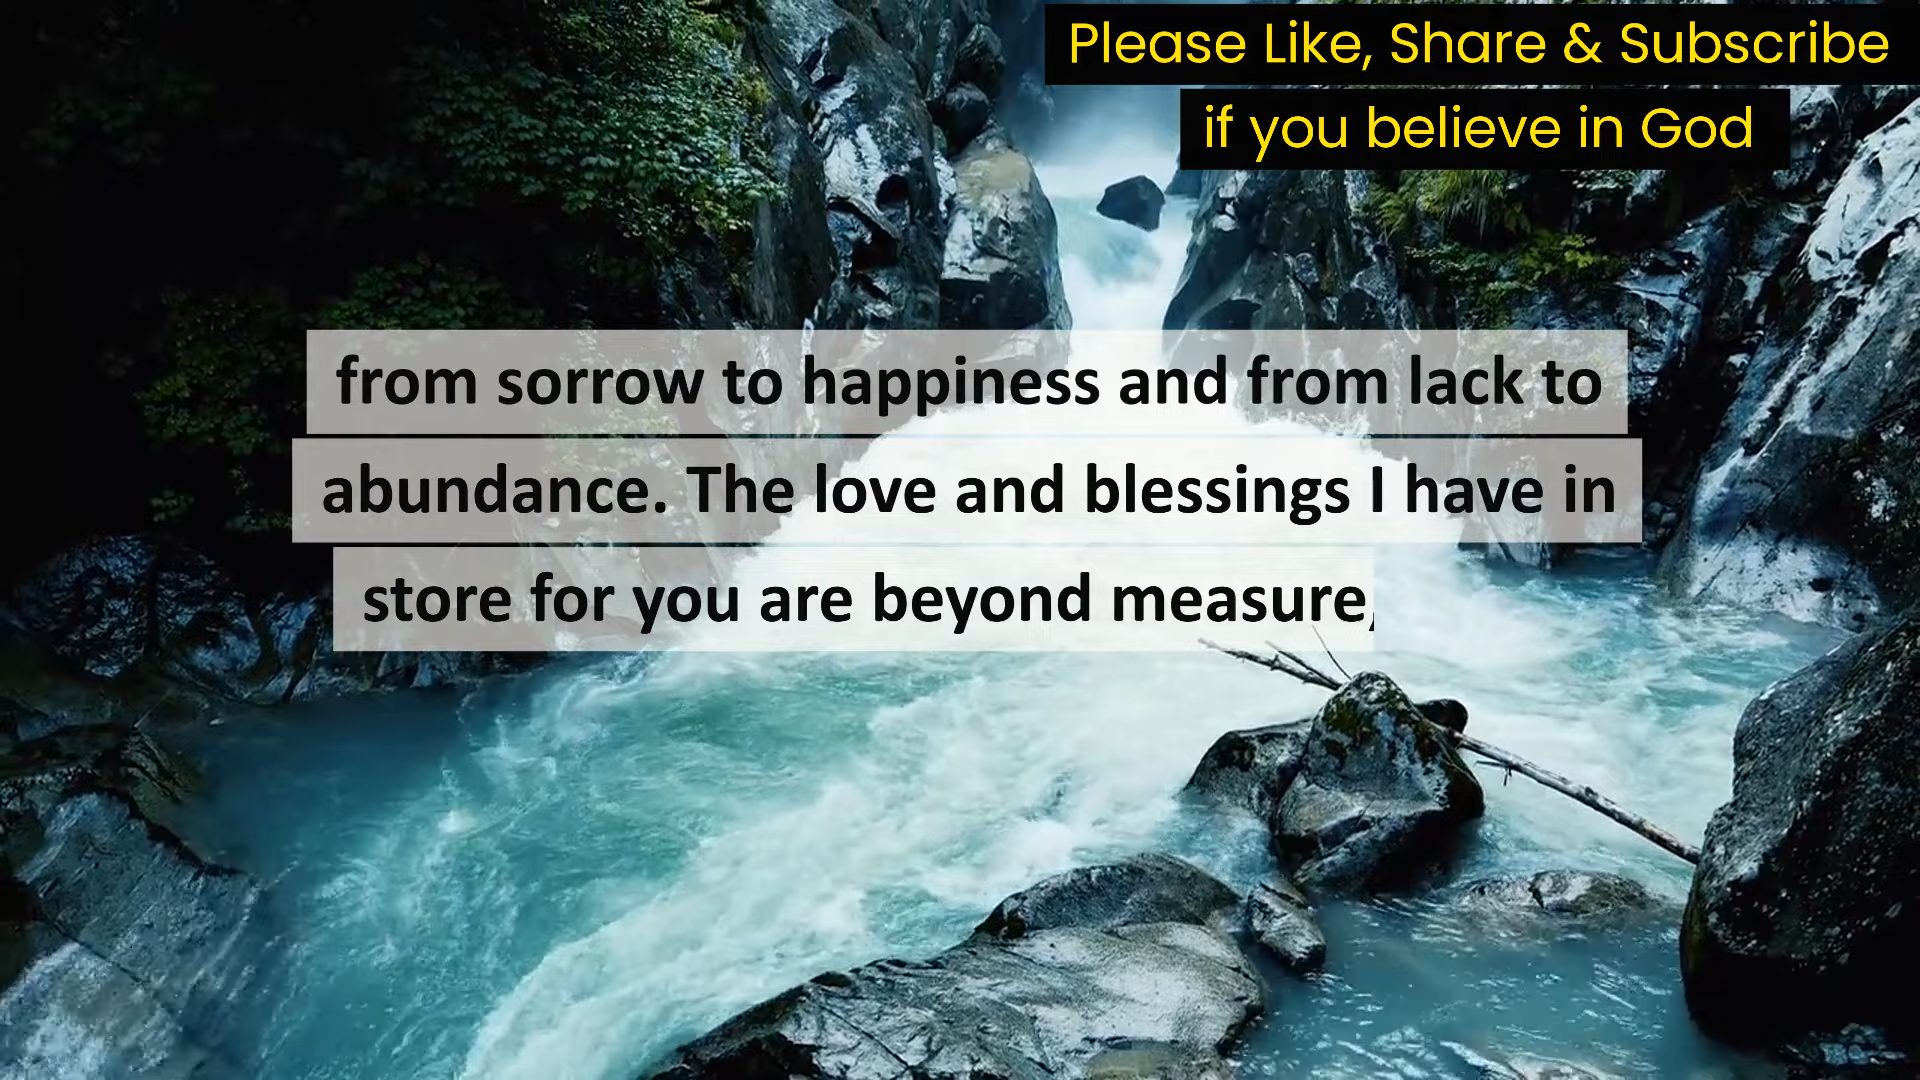 Please Like, Share & Subscribe
if you believe in God
from sorrow to happiness and from lack to
abundance. The love and blessings I have in
store for you are beyond measure,